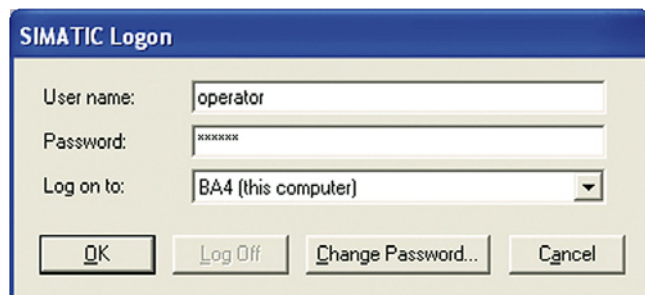 SIMATIC Logon
User name: operator
Password: ××××××
Log on to: BA4 (this computer)
OK Log Off Change Password... Cancel